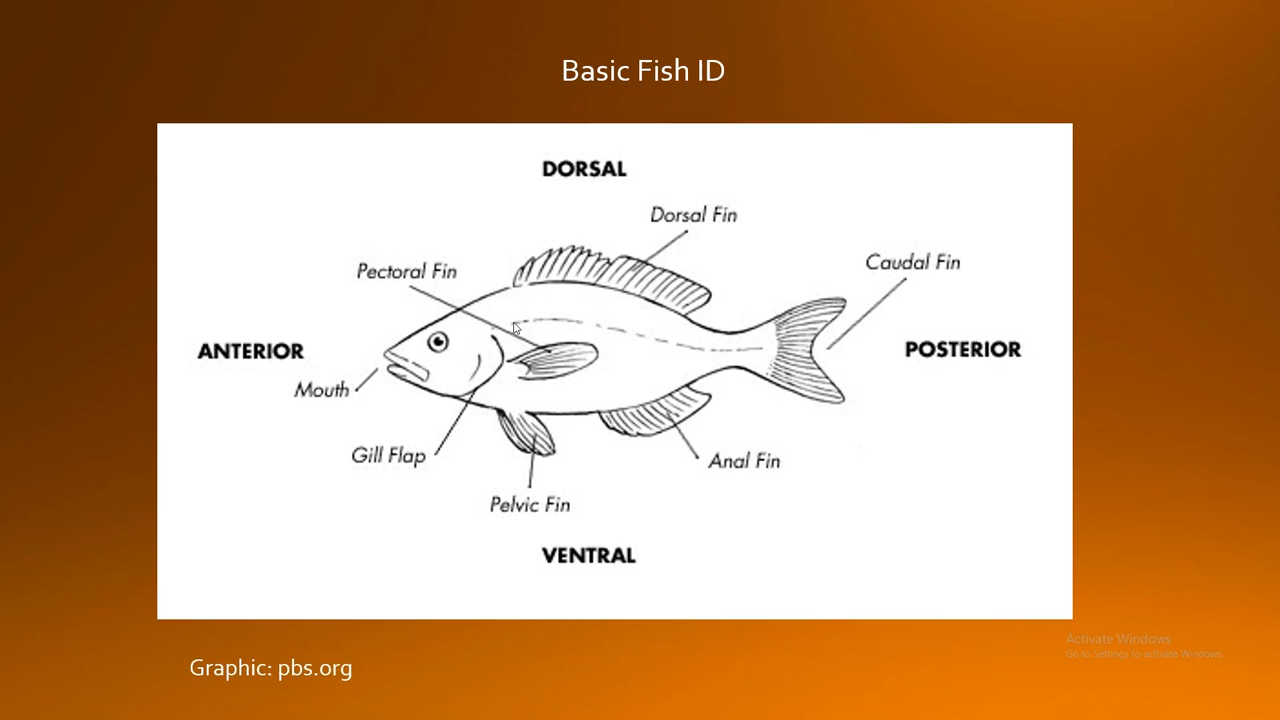 Basic Fish ID
DORSAL
Dorsal Fin
Pectoral Fin
Caudal Fin
ANTERIOR
POSTERIOR
Mouth
Gill Flap
Anal Fin
Pelvic Fin
VENTRAL
Graphic: pbs.org
Activate Windows
Go to Settings to activate Windows.